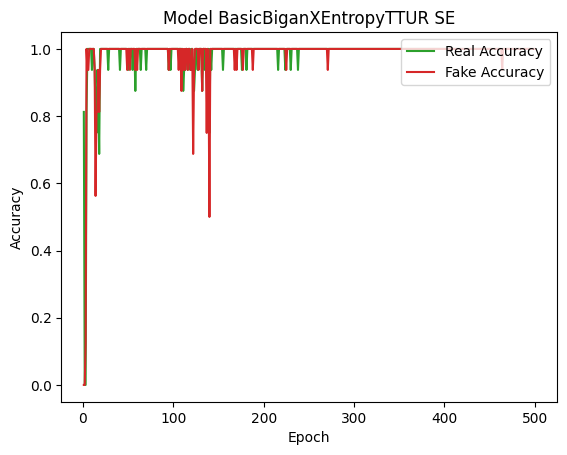 Model BasicBiganXEntropyTTUR SE
Real Accuracy
Fake Accuracy
Accuracy
1.0
0.8
0.6
0.4
0.2
0.0
0 100 200 300 400 500
Epoch